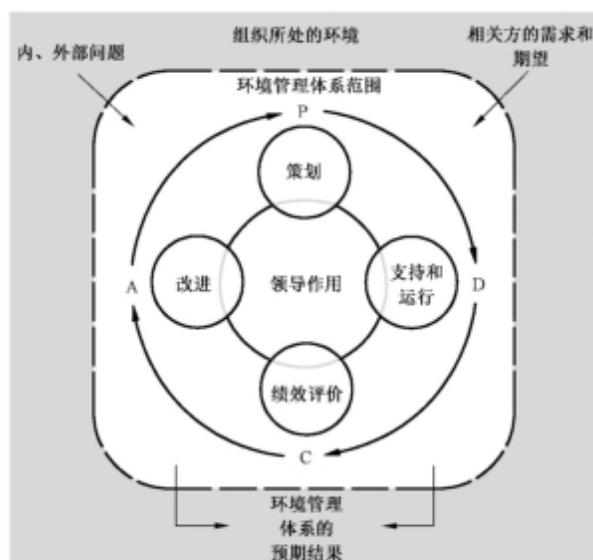 组织所处的环境
内、外部问题
相关方的需求和
期望
环境管理体系范围
P
策划
A
改进
领导作用
支持和
运行
D
绩效评价
C
环境管理
体系的
预期结果